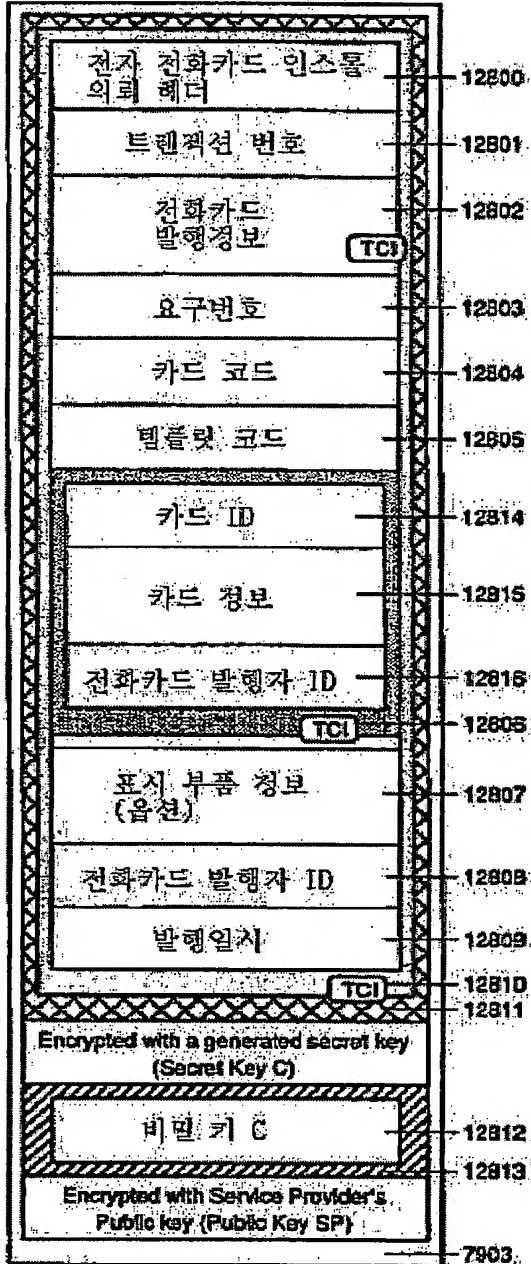 전자 전화카드 인스톨
의뢰 헤더
12800
트랜잭션 번호
12801
전화카드
발행정보
12802
TCI
요구번호
12803
카드 코드
12804
템플릿 코드
12805
카드 ID
12814
카드 정보
12815
전화카드 발행자 ID
12816
TCI
12806
표시 부품 정보
(옵션)
12807
전화카드 발행자 ID
12808
발행일시
12809
TCI
12810
12811
Encrypted with a generated secret key
(Secret Key C)
비밀 키 C
12812
12813
Encrypted with Service Provider's
Public key (Public Key SP)
7903